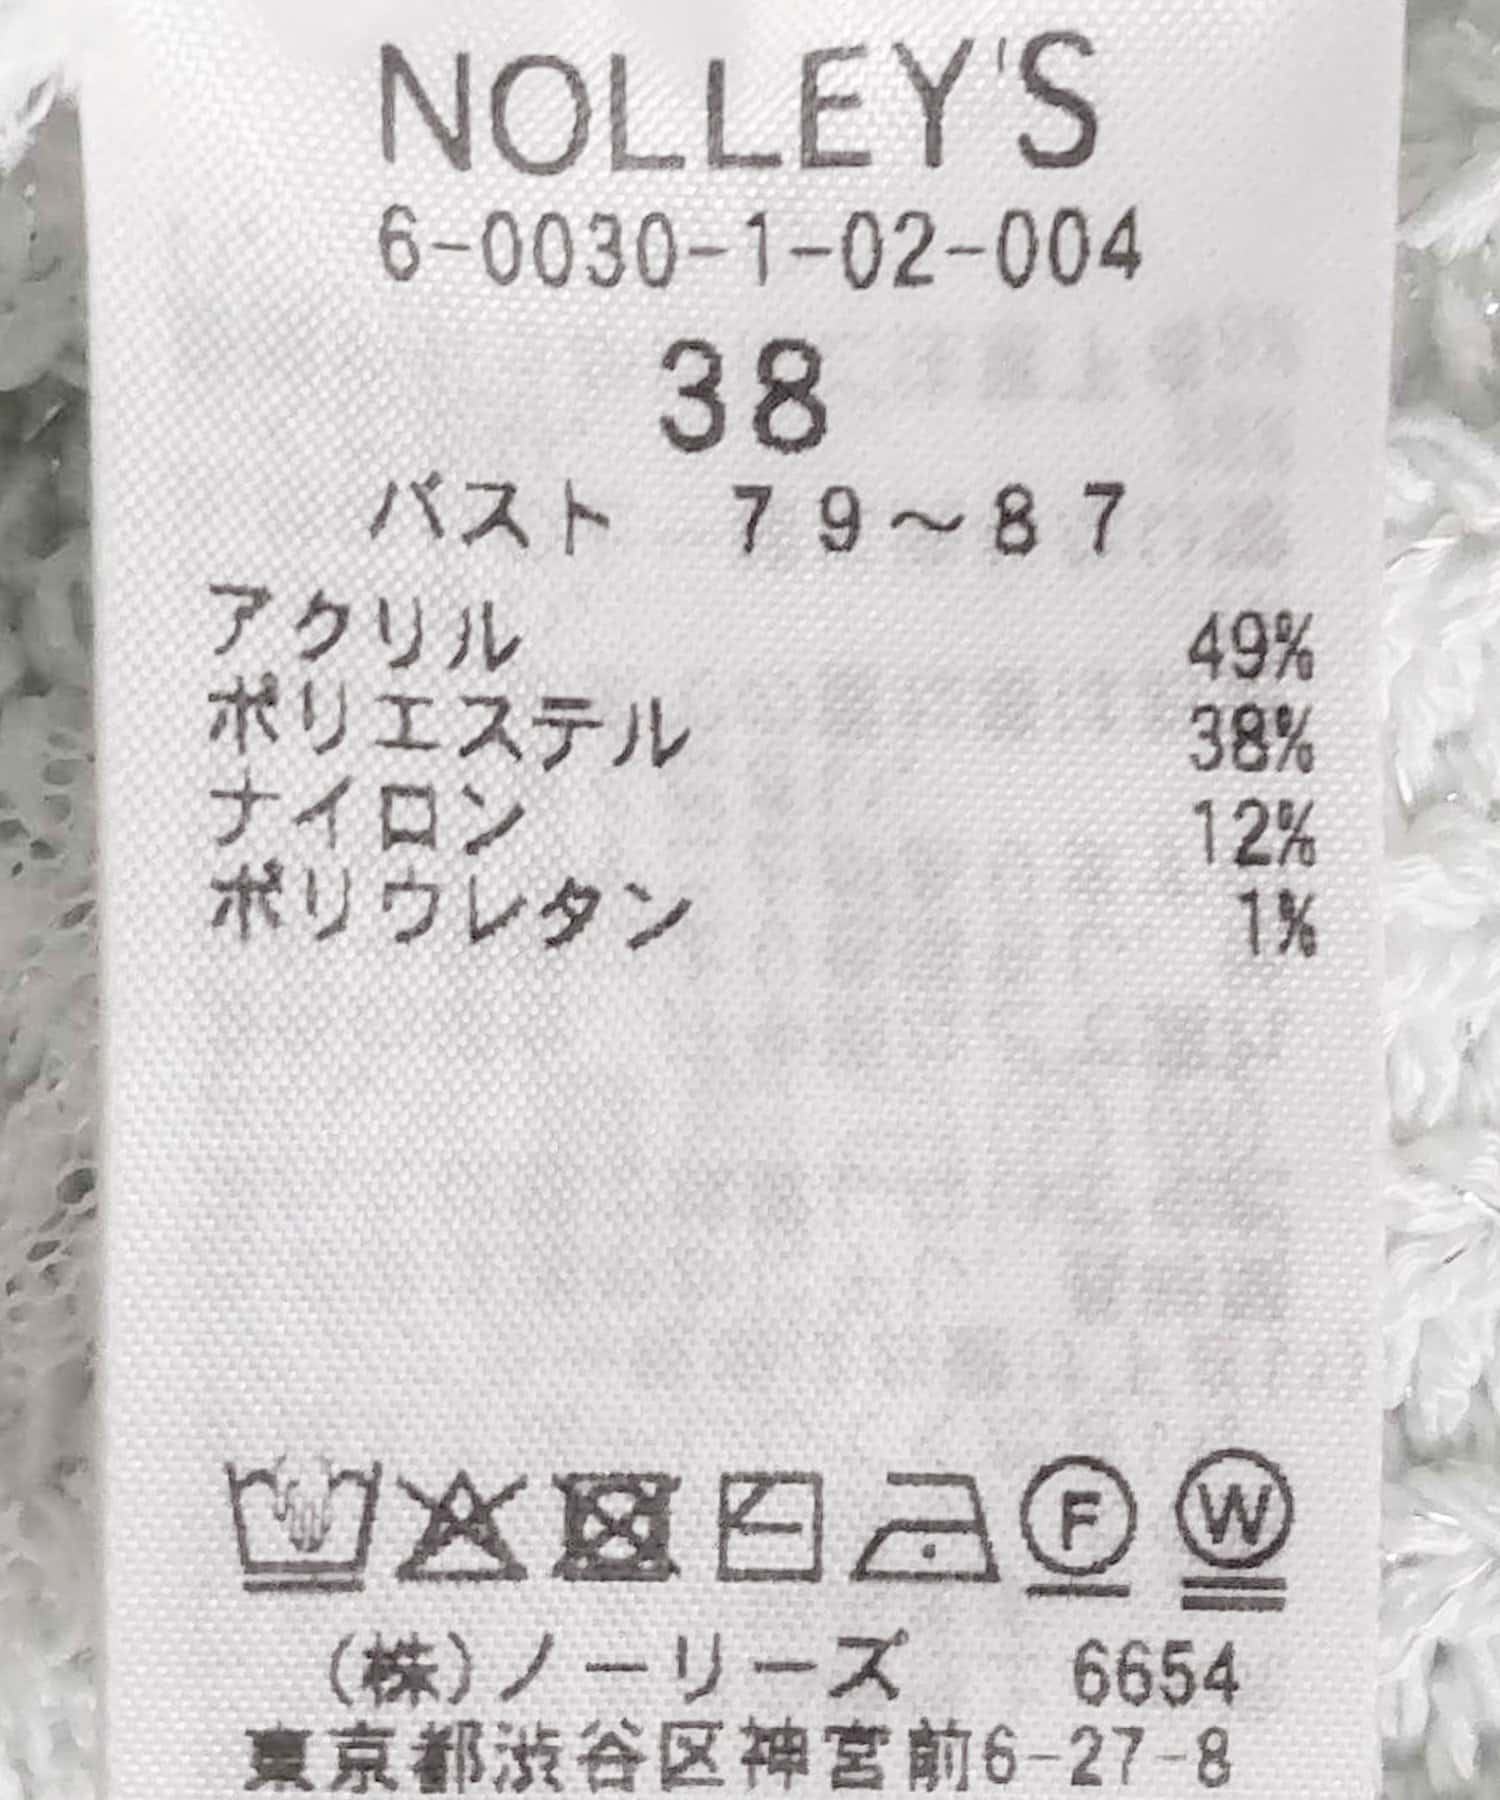 NOLLEY'S
6-0030-1-02-004
38
バスト 79～87
アクリル 49%
ポリエステル 38%
ナイロン 12%
ポリウレタン 1%
F W
(株)ノーリーズ 6654
東京都渋谷区神宮前6-27-8